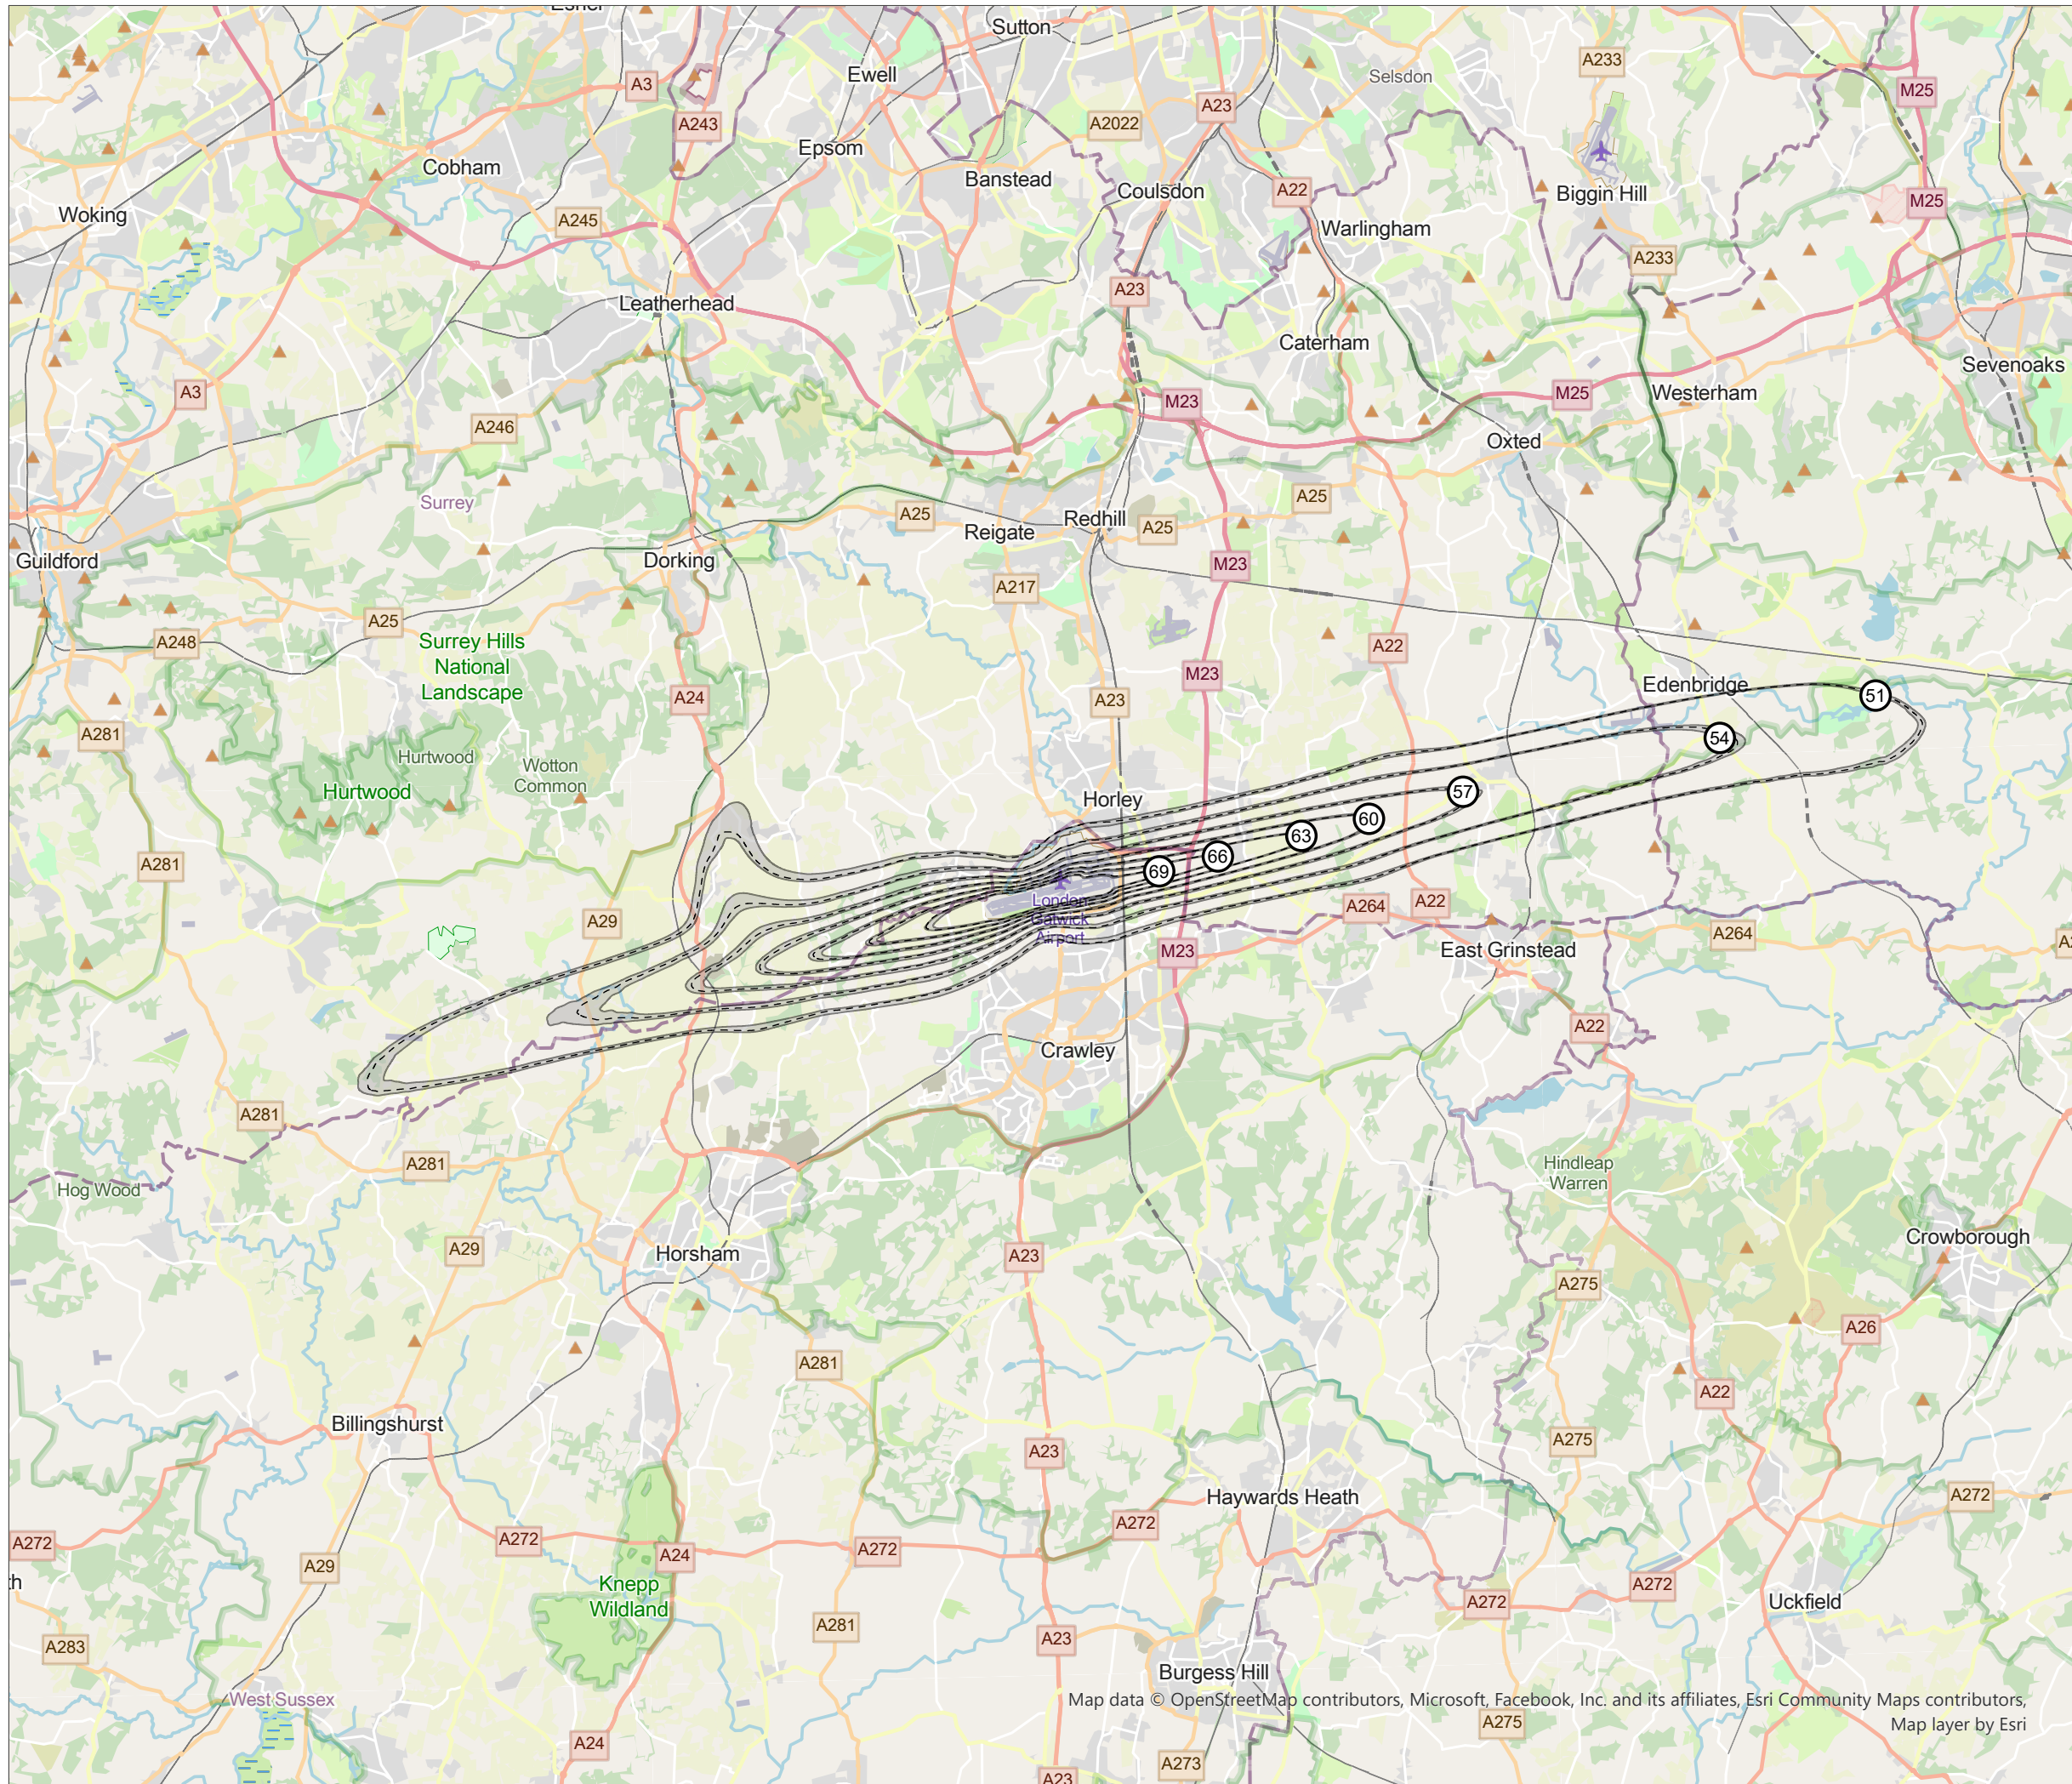 Sutton
Ewell
Selsdon
A233
A3
M25
A243
A2022
A23
Epsom
Cobham
Banstead
Coulsdon
A22
Biggin Hill
M25
Woking
A245
Warlingham
A233
Leatherhead
A23
Caterham
Sevenoaks
A3
M23
M25
Westerham
A246
Oxted
Surrey
A25
A25
Redhill
A25
Reigate
Guildford
Dorking
M23
A217
A25
A248
Surrey Hills
National
Landscape
A22
M23
Edenbridge
51
A24
A23
A281
54
Hurtwood
Wotton
Common
Hurtwood
57
Horley
60
63
66
69
A281
London
Gatwick
Airport
A29
A264
A22
A264
East Grinstead
M23
A22
Crawley
A281
A281
Hog Wood
Hindleap
Warren
A29
Horsham
A23
Crowborough
A275
A26
A281
A22
Billingshurst
A23
A275
Haywards Heath
A272
A272
A272
A272
A24
A272
A29
Knepp
Wildland
A272
A272
Uckfield
th
A283
A281
A23
Burgess Hill
West Sussex
Map data © OpenStreetMap contributors, Microsoft, Facebook, Inc. and its affiliates, Esri Community Maps contributors,
Map layer by Esri
A275
A24
A273
A23